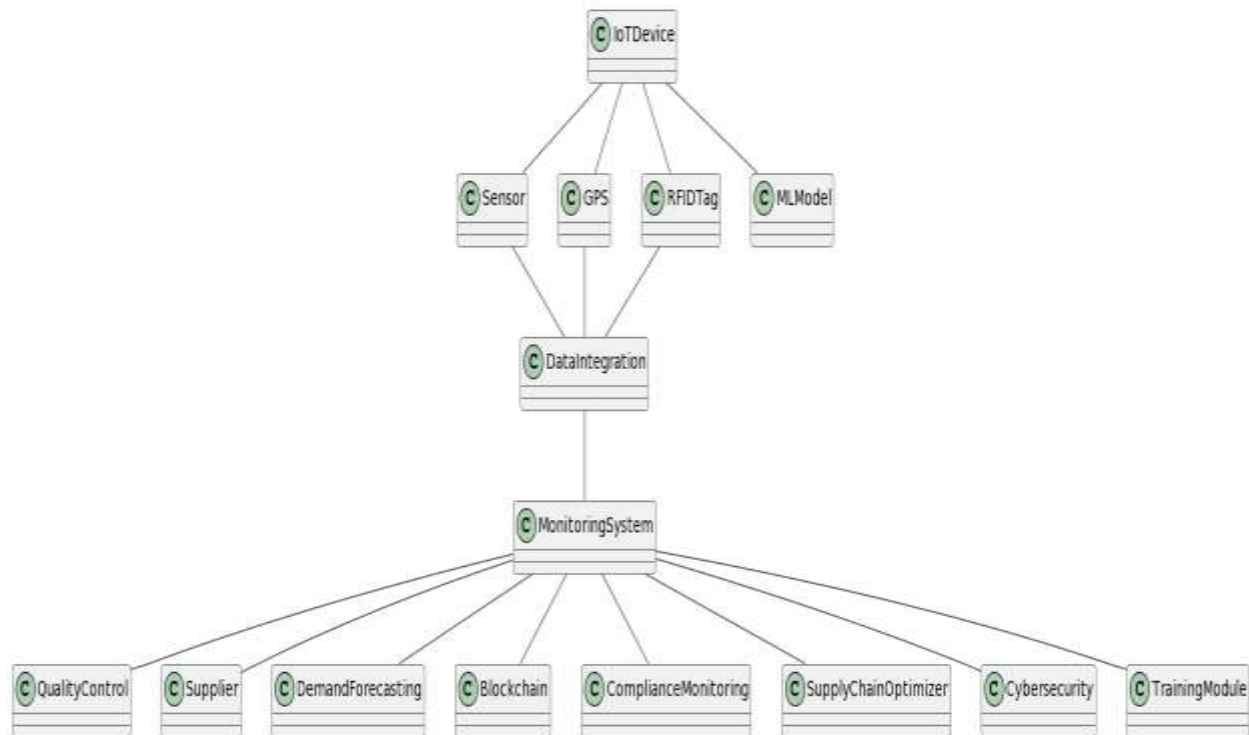 C IoTDevice
C Sensor
C GPS
C RFIDTag
C MLModel
C DataIntegration
C MonitoringSystem
C QualityControl
C Supplier
C DemandForecasting
C Blockchain
C ComplianceMonitoring
C SupplyChainOptimizer
C Cybersecurity
C TrainingModule